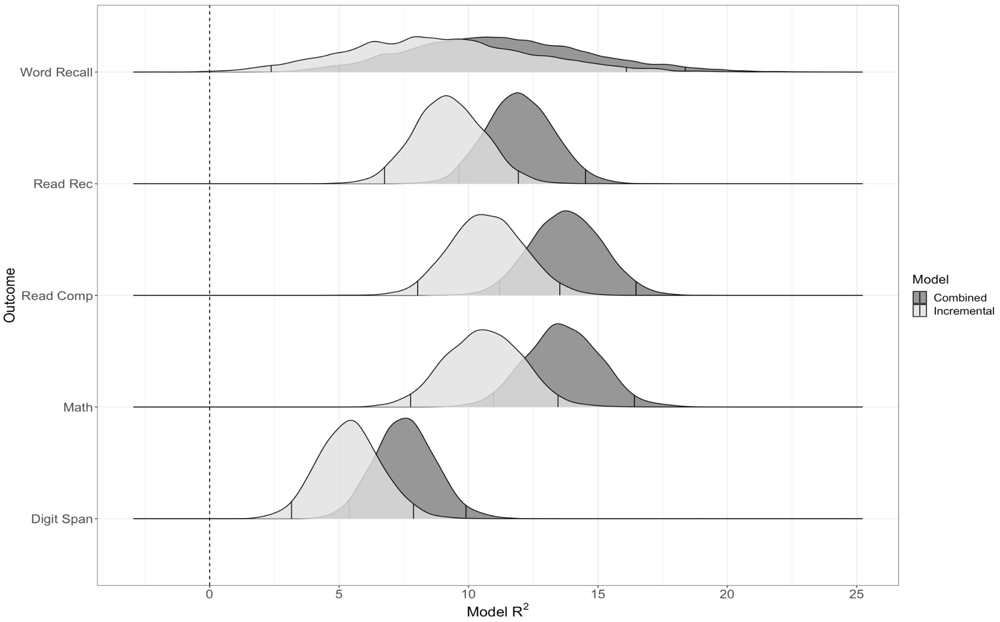 Outcome
Word Recall
Read Rec
Read Comp
Math
Digit Span
0 5 10 15 20 25
Model R²
Model
Combined
Incremental